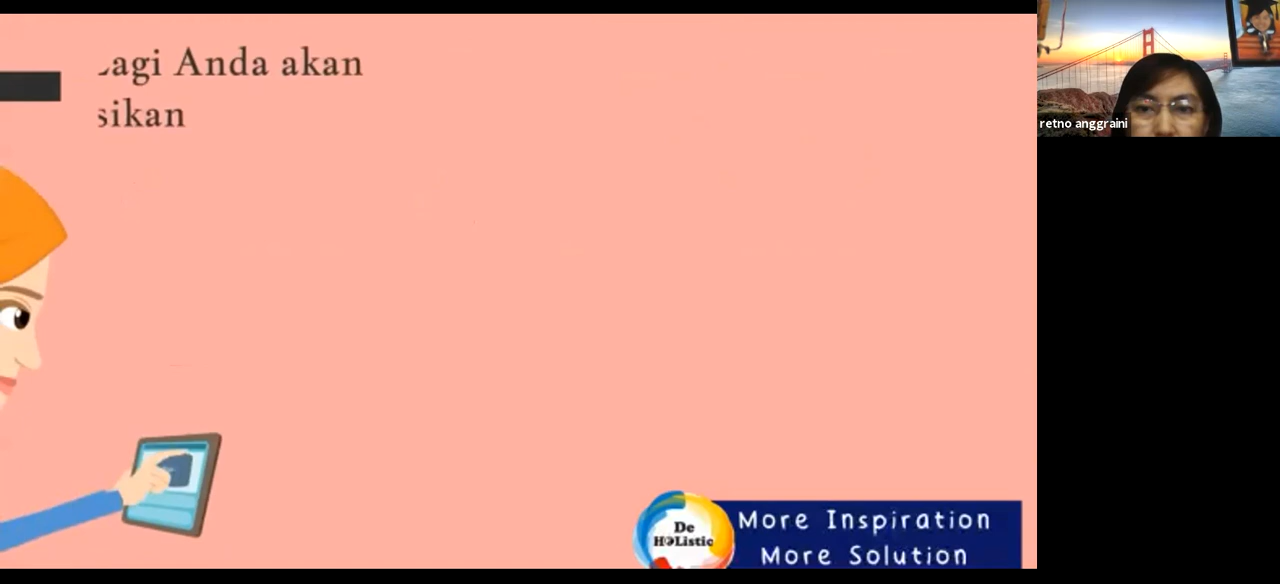 agi Anda akan
sikan
retno anggraini
De
HOListic
More Inspiration
More Solution